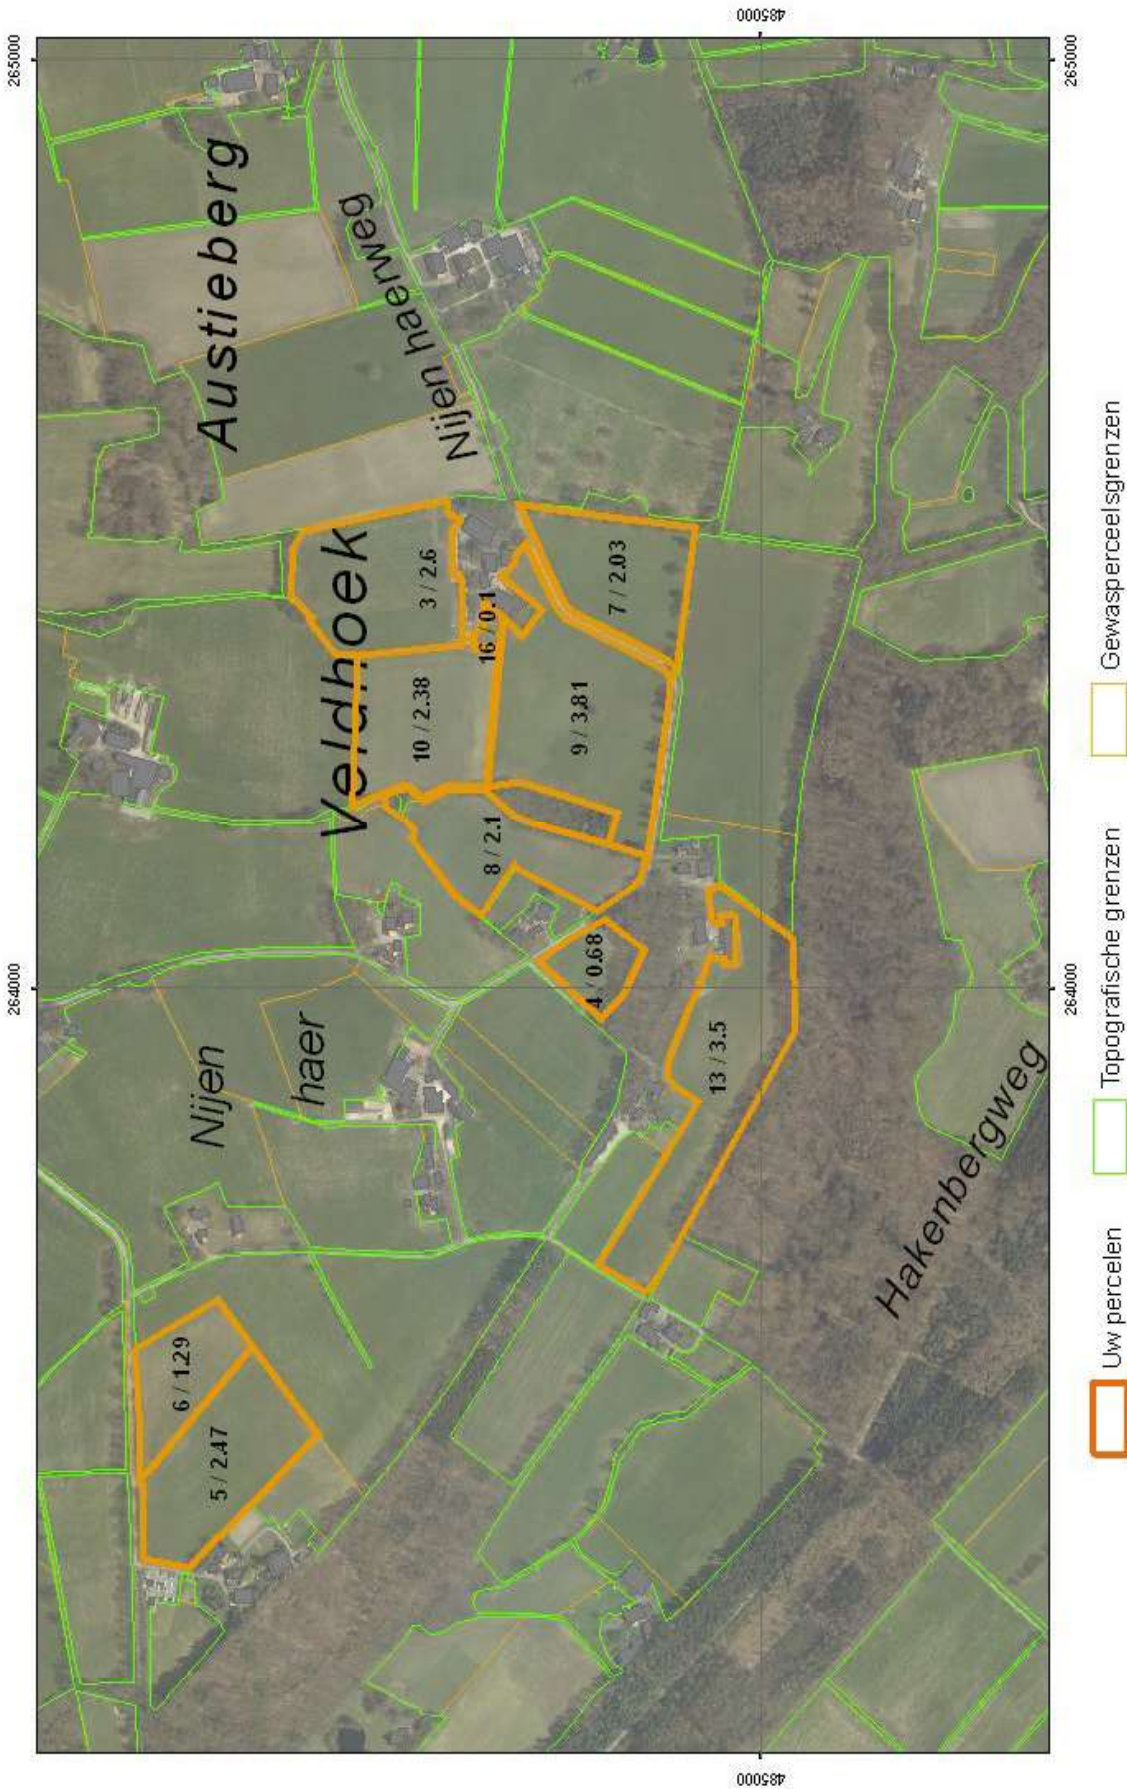 264000
265000
485000
485000
Austieberg
Nijen haerweg
Veldhoek
Nijen
haer
Hakenbergweg
3 / 2.6
16 / 0.1
7 / 2.03
10 / 2.38
9 / 3.81
8 / 2.1
4 / 0.68
13 / 3.5
6 / 1.29
5 / 2.47
264000
265000
Uw percelen
Topografische grenzen
Gewasperceelsgrenzen